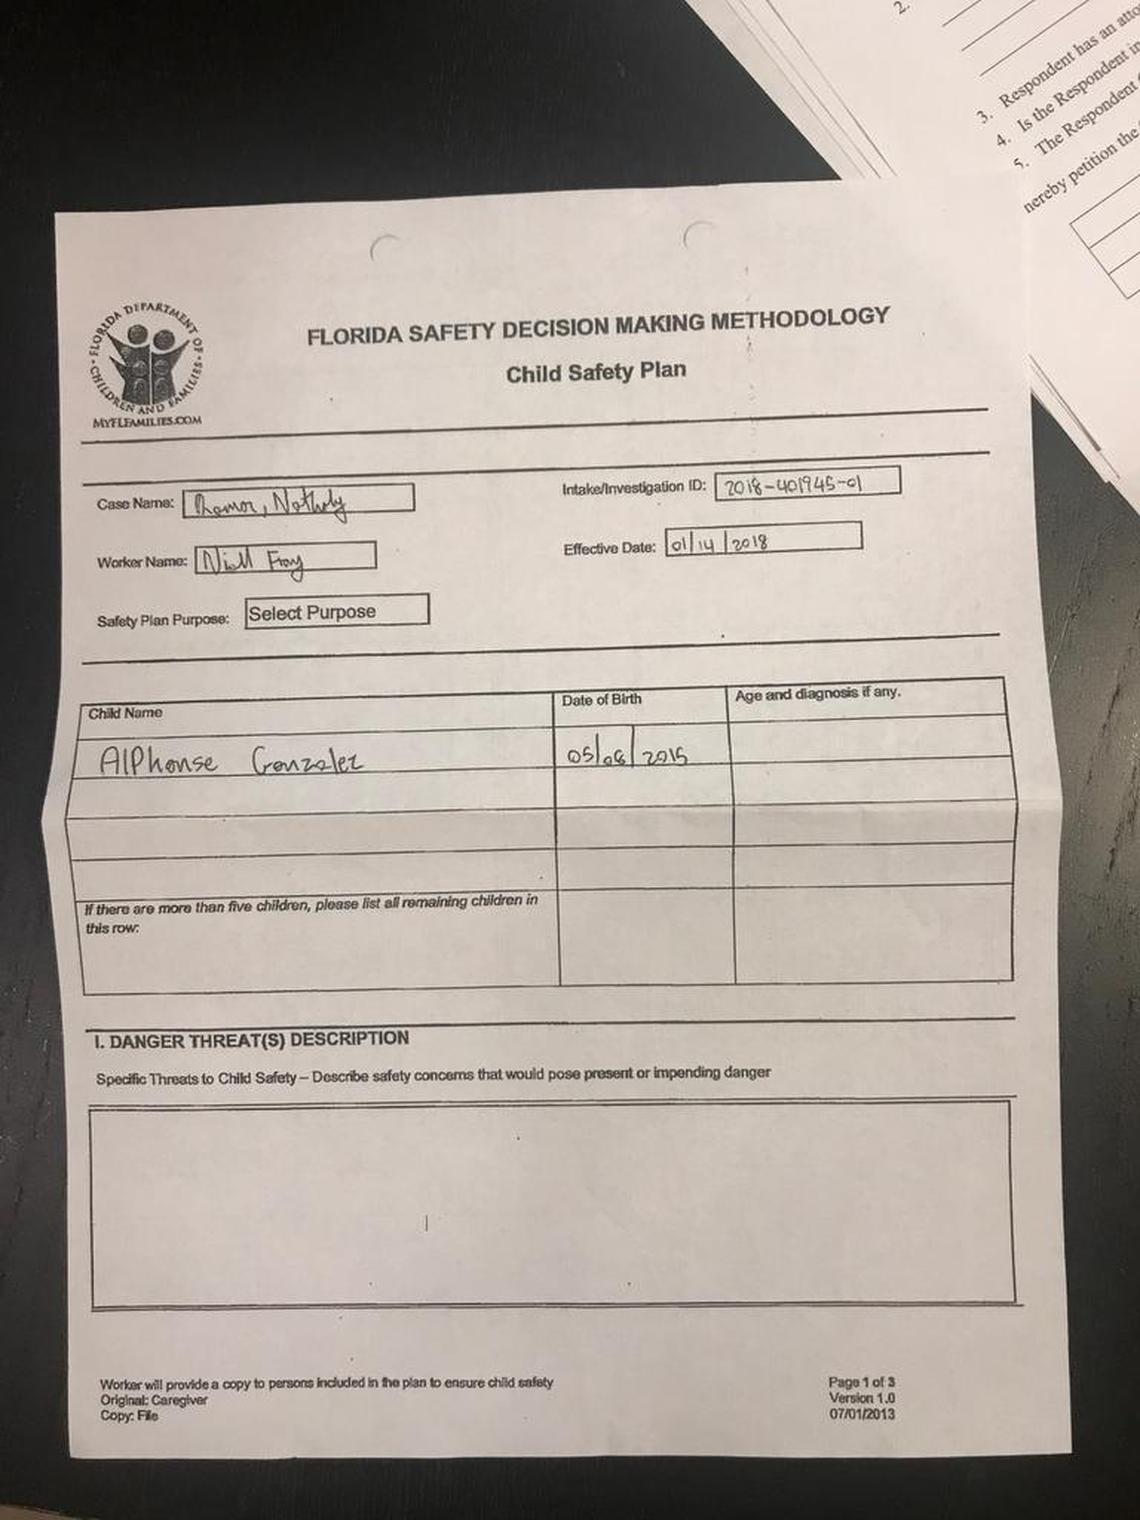 2.
3. Respondent has an atto
4. Is the Respondent in
5. The Respondent
hereby petition the
FLORIDA DEPARTMENT OF CHILDREN AND FAMILIES
MYFLFAMILIES.COM
FLORIDA SAFETY DECISION MAKING METHODOLOGY
Child Safety Plan
Case Name:
Intake/Investigation ID: 2018-401945-01
Worker Name:
Effective Date: 01/14/2018
Safety Plan Purpose: Select Purpose
Child Name Date of Birth Age and diagnosis if any.
AlPhonse Gonzalez 05/06/2015
If there are more than five children, please list all remaining children in
this row:
I. DANGER THREAT(S) DESCRIPTION
Specific Threats to Child Safety – Describe safety concerns that would pose present or impending danger
Worker will provide a copy to persons included in the plan to ensure child safety
Original: Caregiver
Copy: File
Page 1 of 3
Version 1.0
07/01/2013